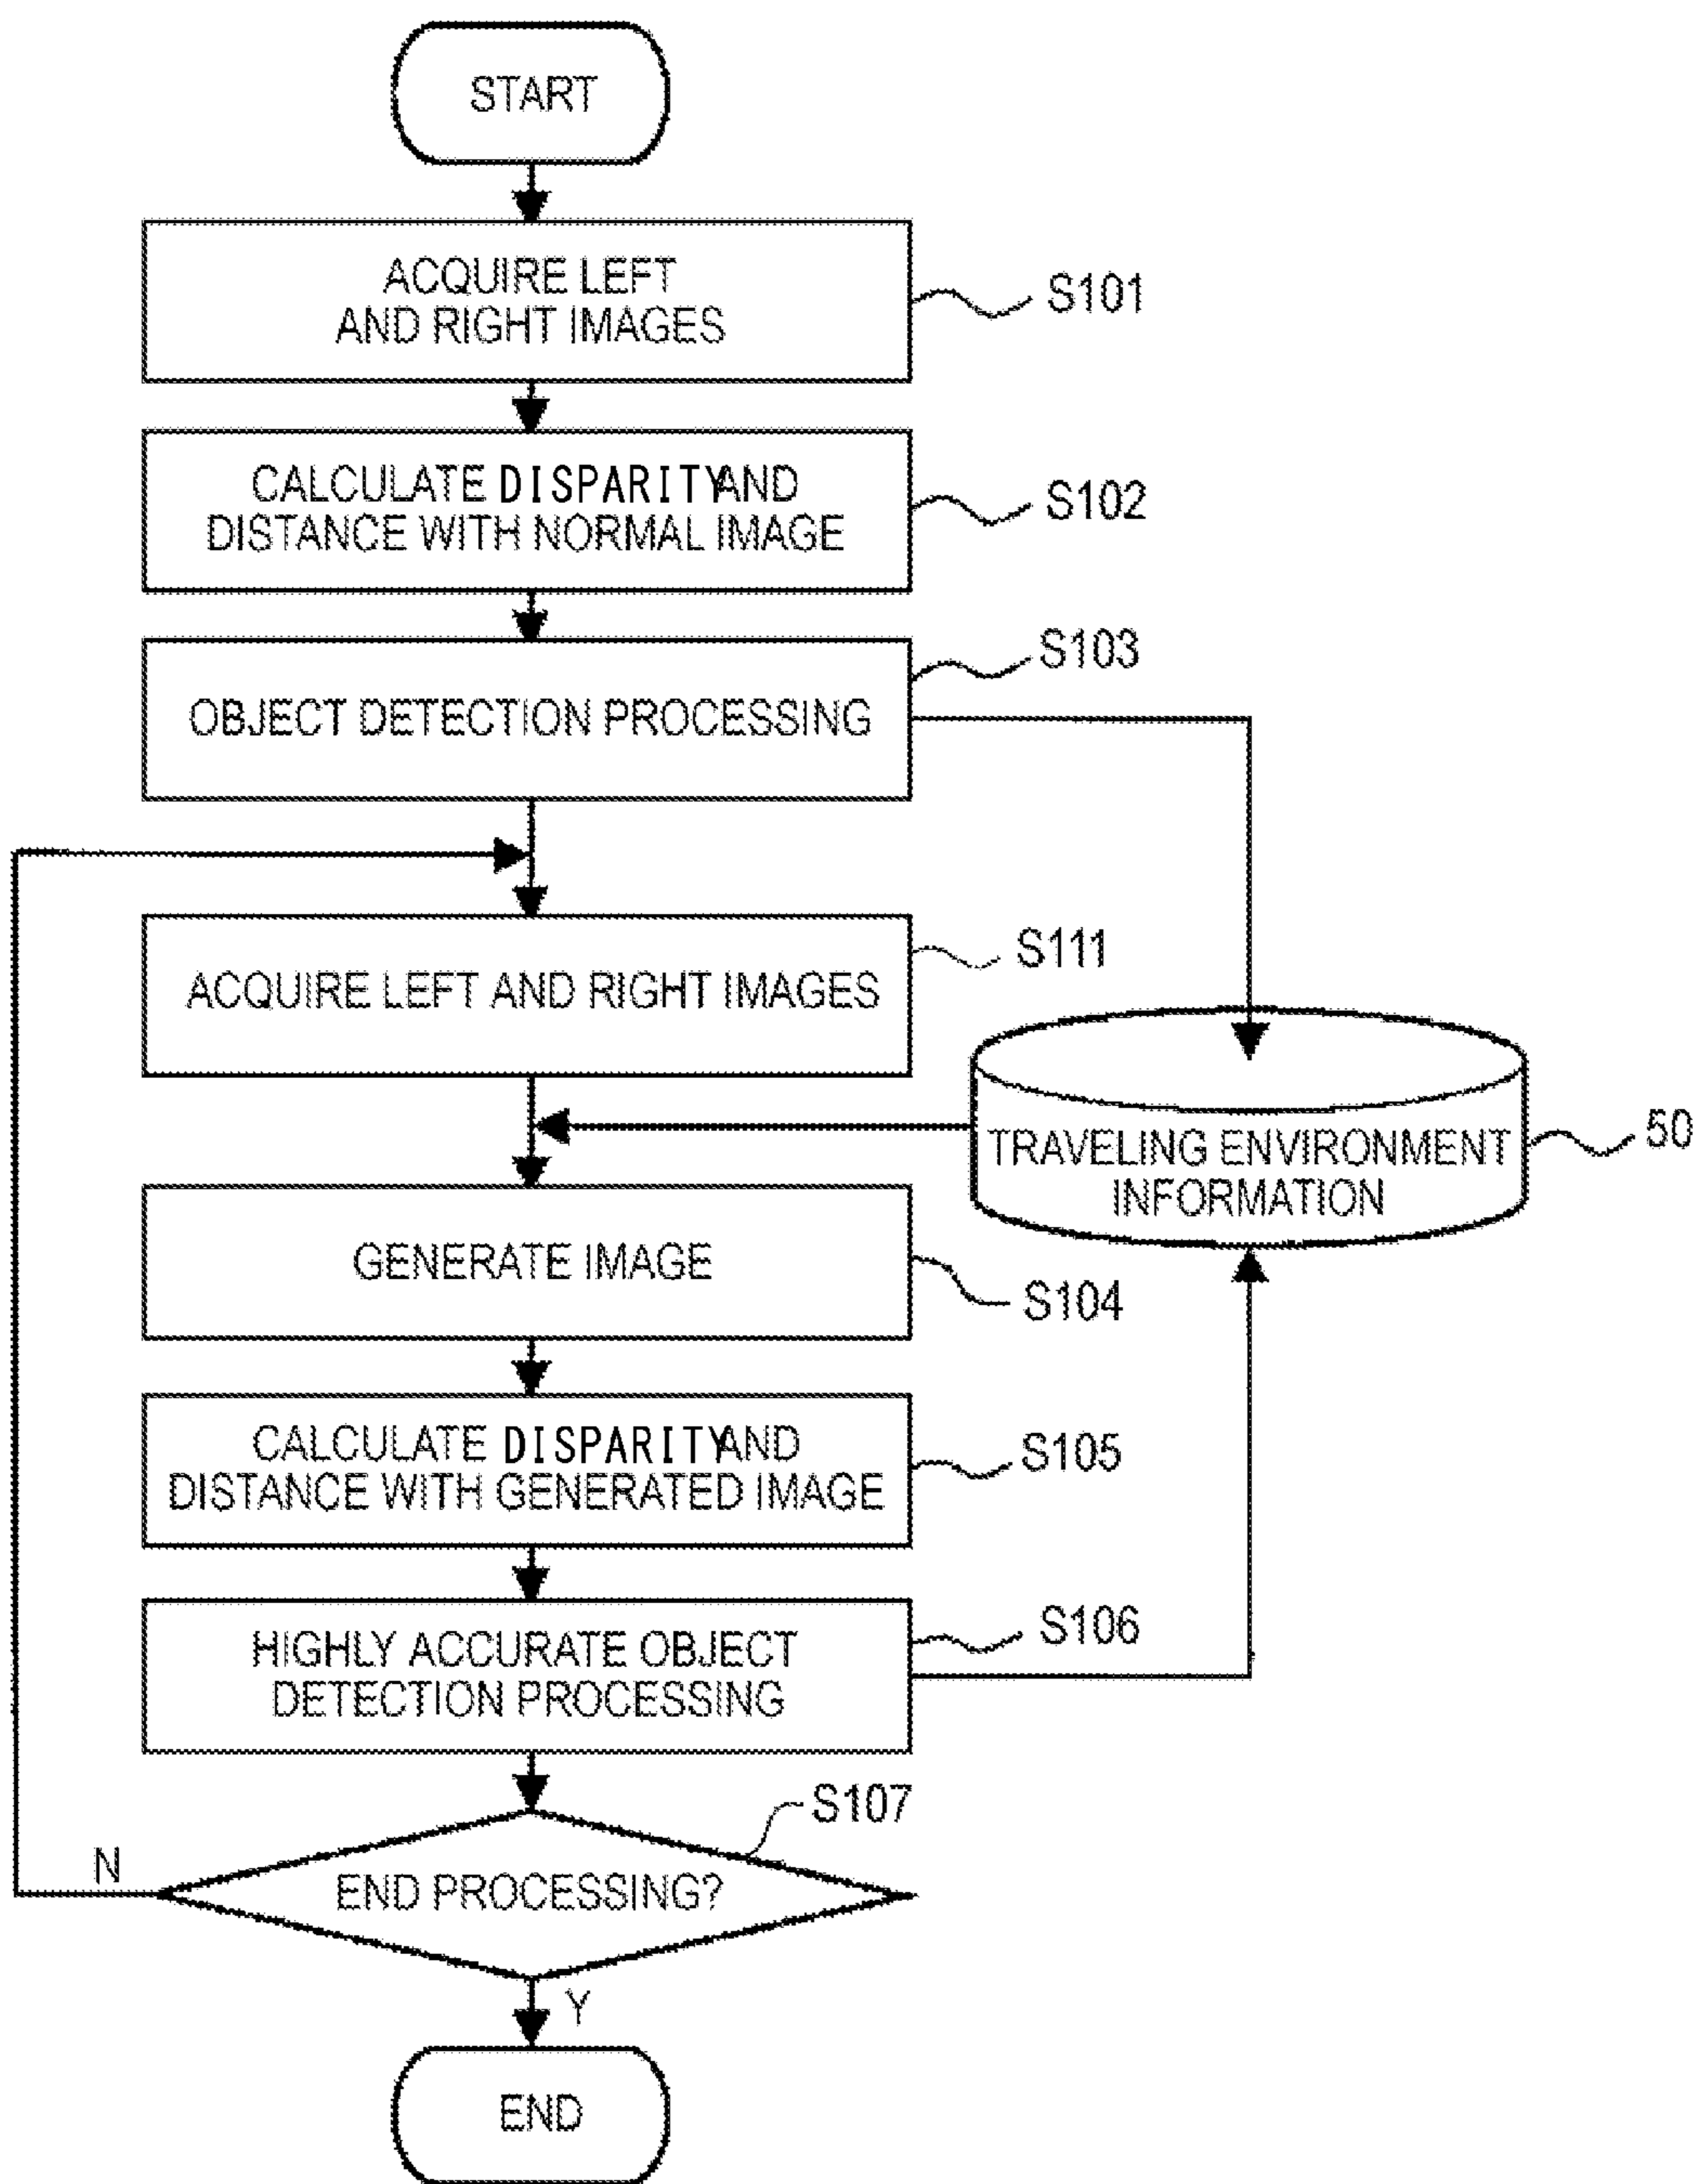 START
ACQUIRE LEFT
AND RIGHT IMAGES
S101
CALCULATE DISPARITY AND
DISTANCE WITH NORMAL IMAGE
S102
S103
OBJECT DETECTION PROCESSING
S111
ACQUIRE LEFT AND RIGHT IMAGES
50
TRAVELING ENVIRONMENT
INFORMATION
GENERATE IMAGE
S104
CALCULATE DISPARITY AND
DISTANCE WITH GENERATED IMAGE
S105
HIGHLY ACCURATE OBJECT
DETECTION PROCESSING
S106
S107
N
END PROCESSING?
Y
END